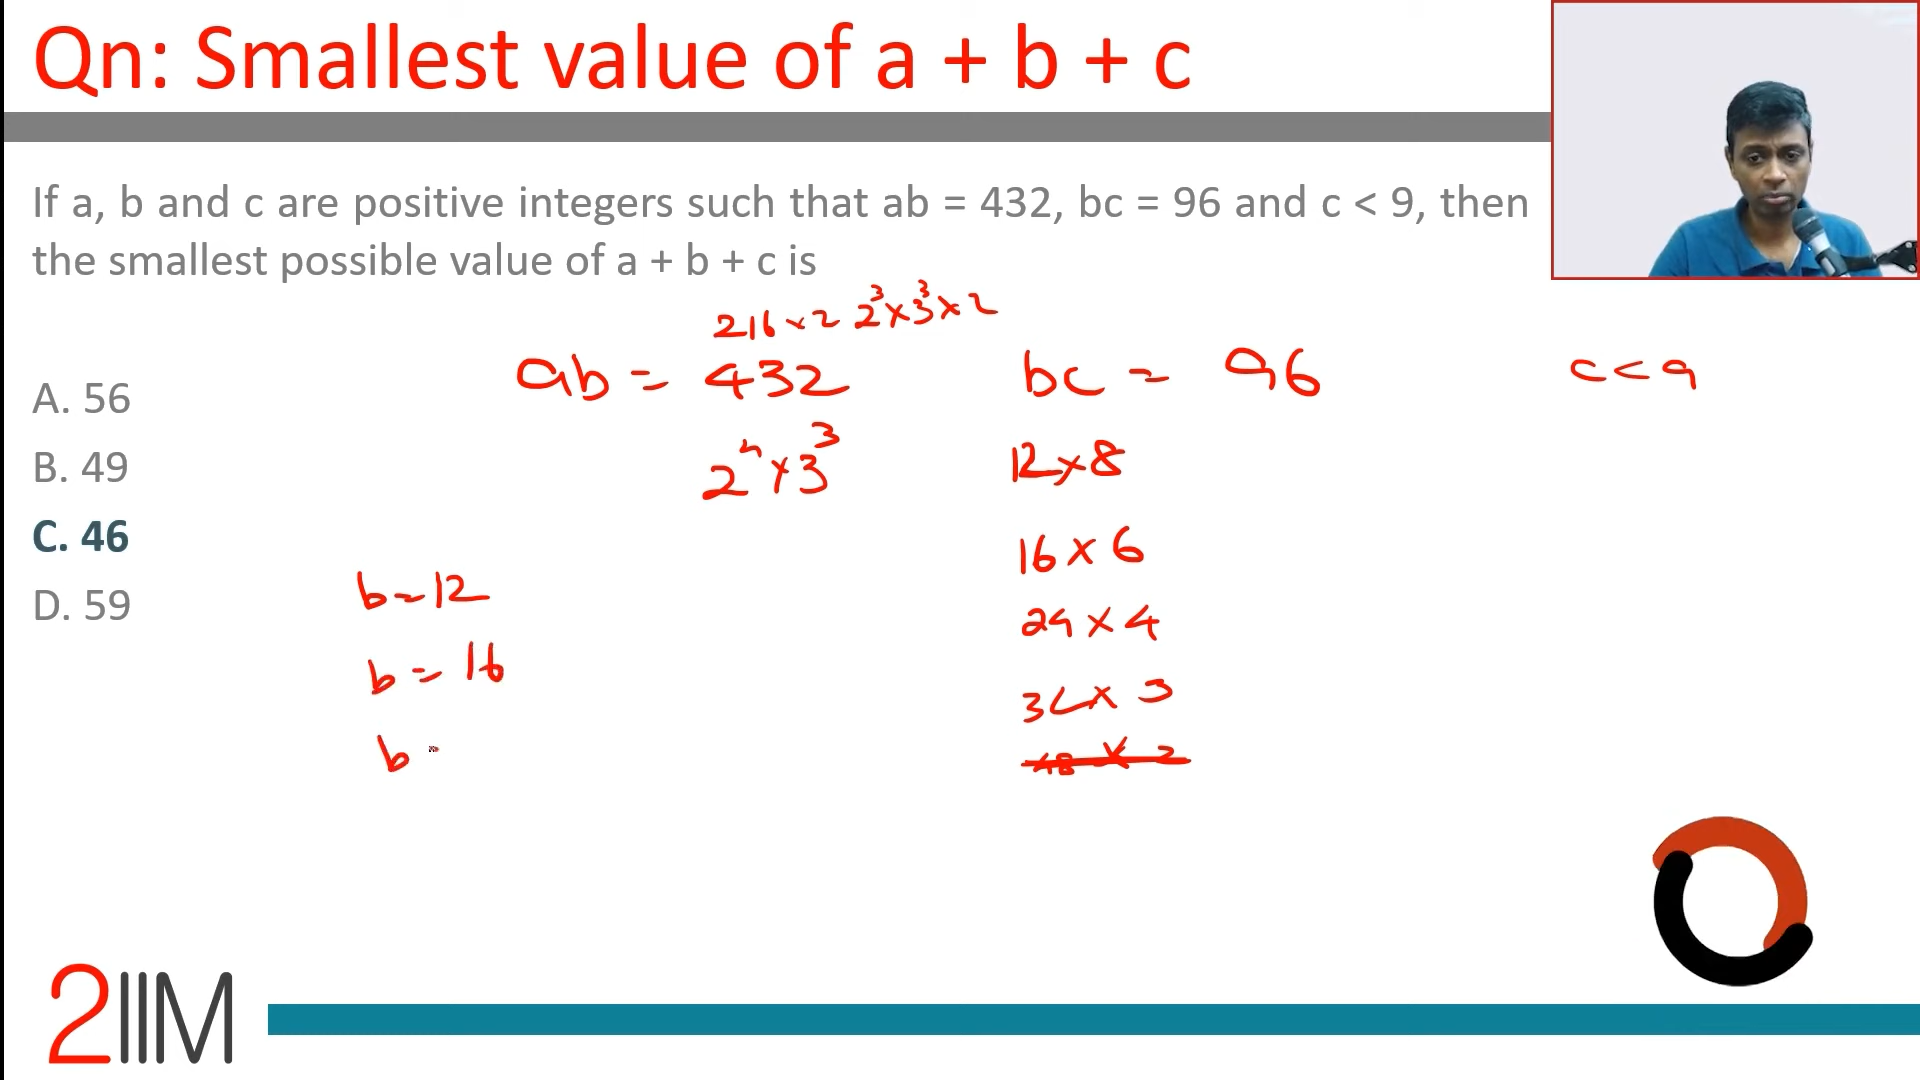 Qn: Smallest value of a + b + c
If a, b and c are positive integers such that ab = 432, bc = 96 and c < 9, then
the smallest possible value of a + b + c is
216 × 2 2³ × 3³ × 2
ab = 432
bc = 96
c < 9
A. 56
B. 49
C. 46
D. 59
2⁴ × 3³
12 × 8
16 × 6
24 × 4
32 × 3
48 × 2
b = 12
b = 16
b -
2IIM